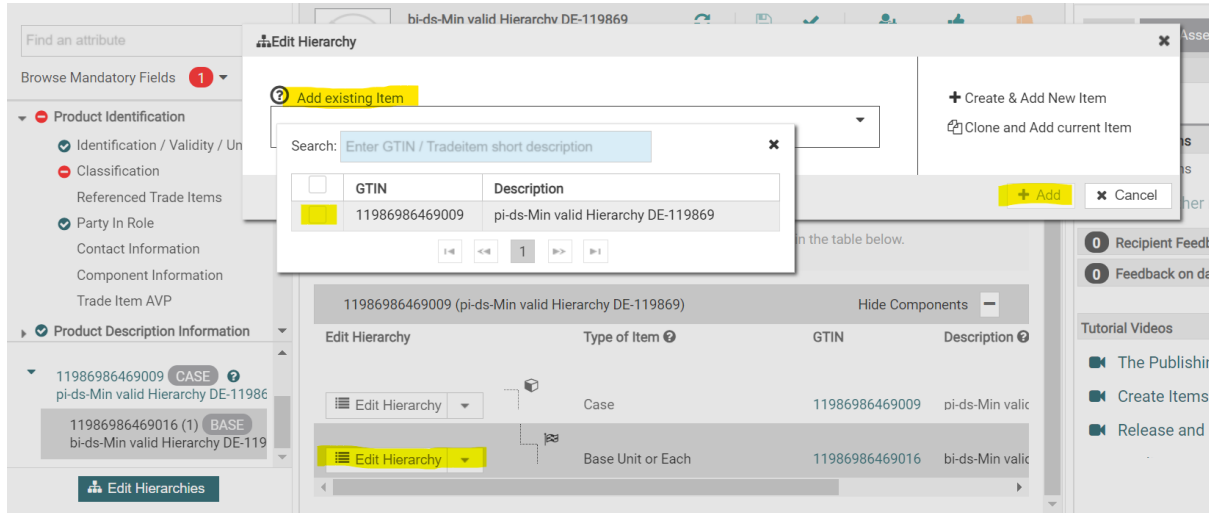 bi-ds-Min valid Hierarchy DE-119869
Find an attribute
Browse Mandatory Fields 1
Product Identification
Identification / Validity / Un
Classification
Referenced Trade Items
Party In Role
Contact Information
Component Information
Trade Item AVP
Product Description Information
11986986469009 CASE
pi-ds-Min valid Hierarchy DE-11986
11986986469016 (1) BASE
bi-ds-Min valid Hierarchy DE-119
Edit Hierarchies
Edit Hierarchy
Add existing Item
Search: Enter GTIN / Tradeitem short description
GTIN Description
11986986469009 pi-ds-Min valid Hierarchy DE-119869
1
Create & Add New Item
Clone and Add current Item
Add Cancel
in the table below.
11986986469009 (pi-ds-Min valid Hierarchy DE-119869) Hide Components
Edit Hierarchy Type of Item GTIN Description
Edit Hierarchy Case 11986986469009 pi-ds-Min valid
Edit Hierarchy Base Unit or Each 11986986469016 bi-ds-Min valid
Asse
ns
ns
her
0 Recipient Feedb
0 Feedback on da
Tutorial Videos
The Publishin
Create Items
Release and